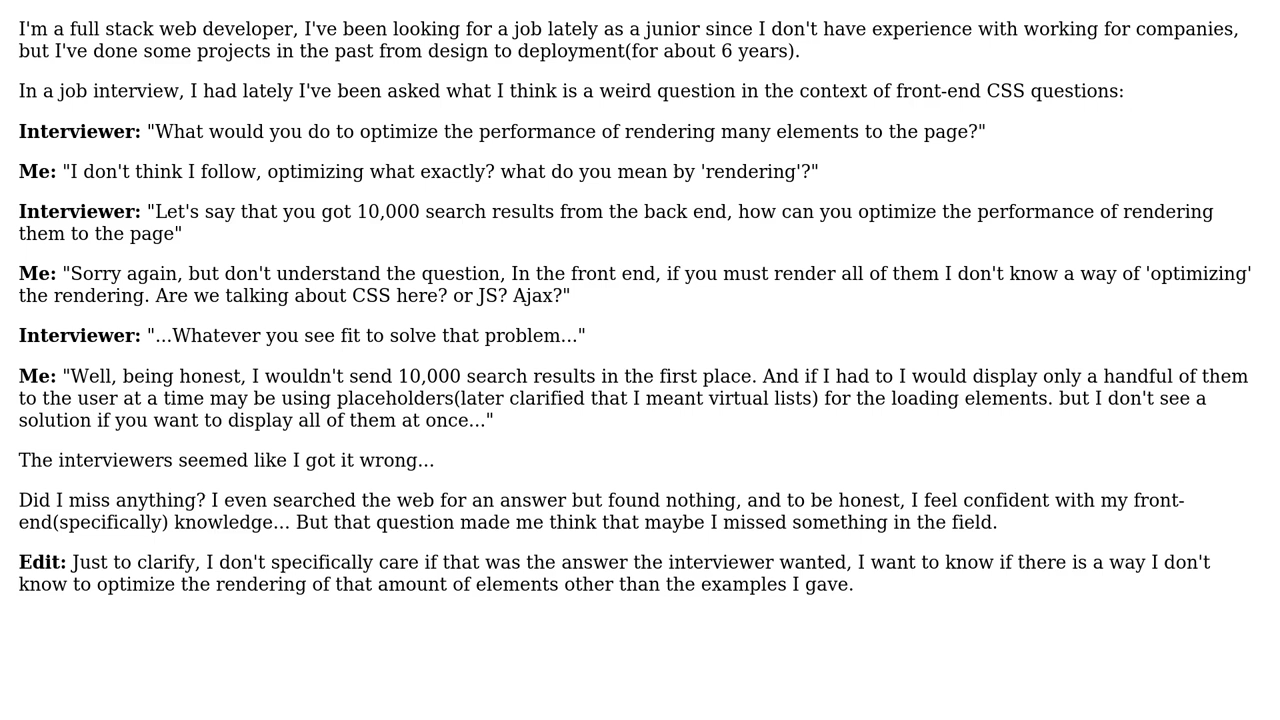 I'm a full stack web developer, I've been looking for a job lately as a junior since I don't have experience with working for companies,
but I've done some projects in the past from design to deployment(for about 6 years).
In a job interview, I had lately I've been asked what I think is a weird question in the context of front-end CSS questions:
Interviewer: "What would you do to optimize the performance of rendering many elements to the page?"
Me: "I don't think I follow, optimizing what exactly? what do you mean by 'rendering'?"
Interviewer: "Let's say that you got 10,000 search results from the back end, how can you optimize the performance of rendering
them to the page"
Me: "Sorry again, but don't understand the question, In the front end, if you must render all of them I don't know a way of 'optimizing'
the rendering. Are we talking about CSS here? or JS? Ajax?"
Interviewer: "...Whatever you see fit to solve that problem..."
Me: "Well, being honest, I wouldn't send 10,000 search results in the first place. And if I had to I would display only a handful of them
to the user at a time may be using placeholders(later clarified that I meant virtual lists) for the loading elements. but I don't see a
solution if you want to display all of them at once..."
The interviewers seemed like I got it wrong...
Did I miss anything? I even searched the web for an answer but found nothing, and to be honest, I feel confident with my front-
end(specifically) knowledge... But that question made me think that maybe I missed something in the field.
Edit: Just to clarify, I don't specifically care if that was the answer the interviewer wanted, I want to know if there is a way I don't
know to optimize the rendering of that amount of elements other than the examples I gave.